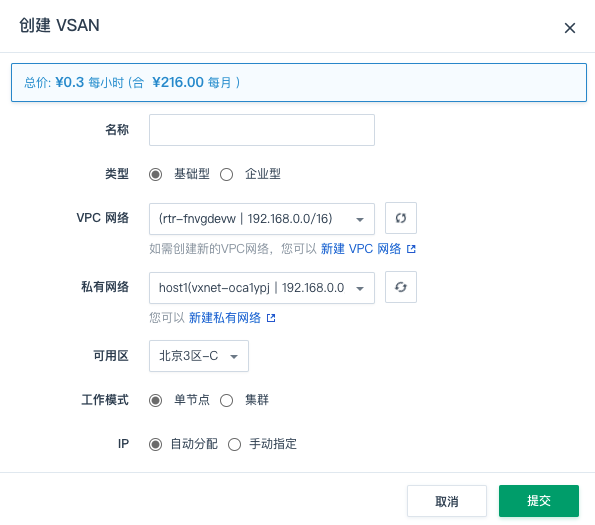 创建 VSAN
总价: ¥0.3 每小时 (合 ¥216.00 每月 )
名称
类型 基础型 企业型
VPC 网络 (rtr-fnvgdevw | 192.168.0.0/16)
如需创建新的VPC网络，您可以 新建 VPC 网络
私有网络 host1(vxnet-oca1ypj | 192.168.0.0
您可以 新建私有网络
可用区 北京3区-C
工作模式 单节点 集群
IP 自动分配 手动指定
取消 提交